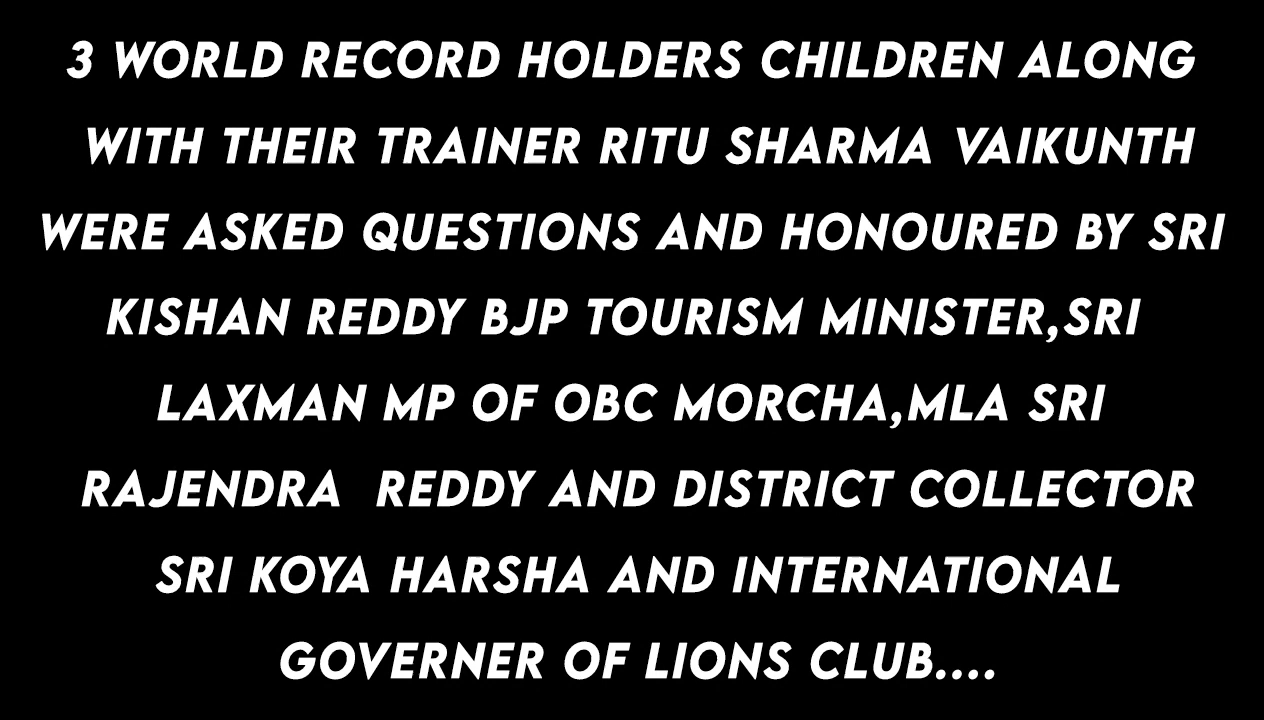 3 WORLD RECORD HOLDERS CHILDREN ALONG
WITH THEIR TRAINER RITU SHARMA VAIKUNTH
WERE ASKED QUESTIONS AND HONOURED BY SRI
KISHAN REDDY BJP TOURISM MINISTER,SRI
LAXMAN MP OF OBC MORCHA,MLA SRI
RAJENDRA REDDY AND DISTRICT COLLECTOR
SRI KOYA HARSHA AND INTERNATIONAL
GOVERNER OF LIONS CLUB....